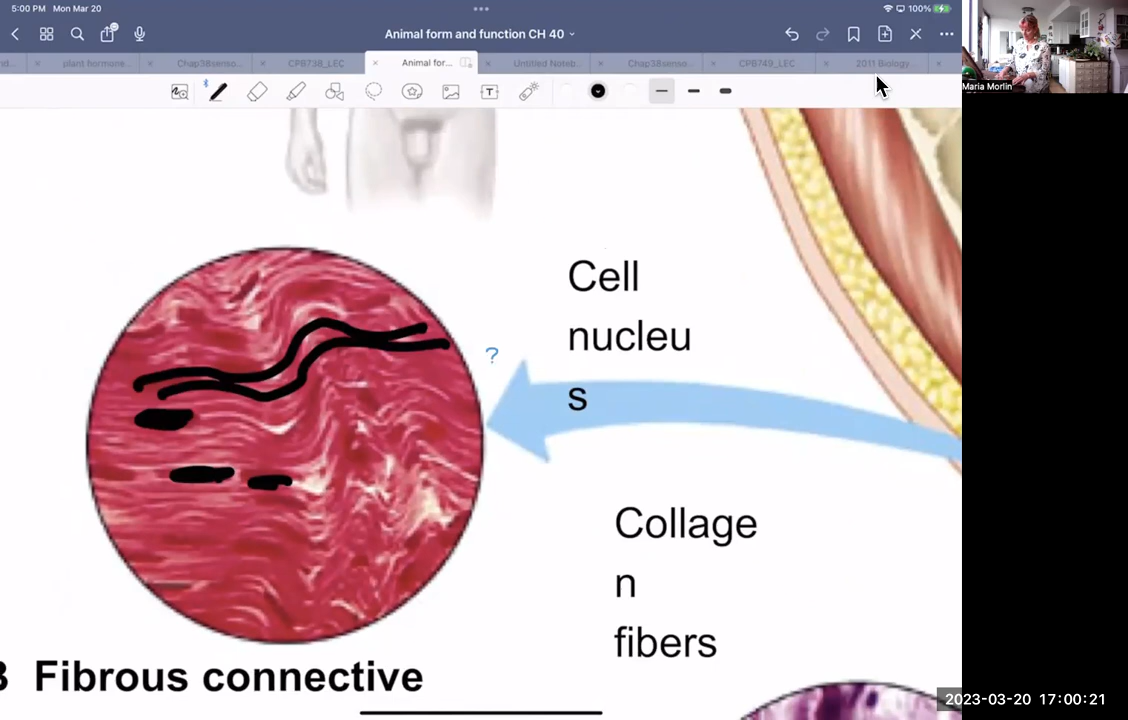 5:00 PM Mon Mar 20
100%
Animal form and function CH 40
plant hormone...
Chap38senso...
CPB738_LEC
Animal for...
Untitled Noteb...
Chap38senso...
CPB749_LEC
2011 Biology...
Maria Morlin
Cell
nucleu
s
?
Collage
n
fibers
Fibrous connective
2023-03-20 17:00:21